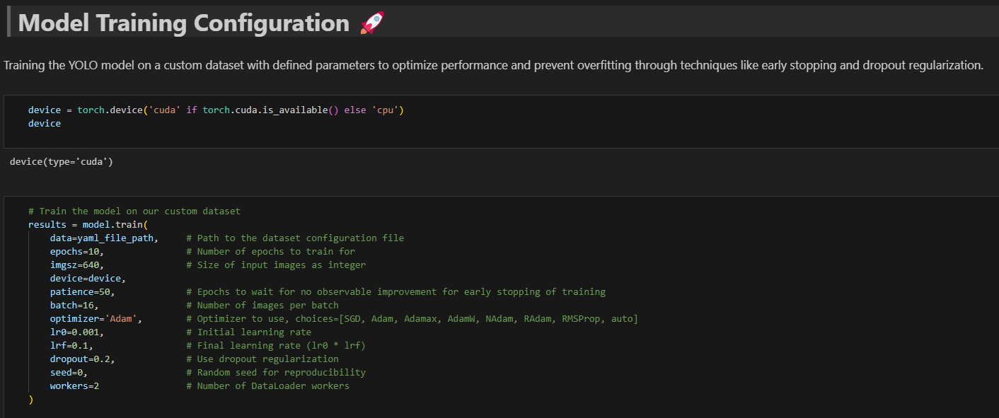 Model Training Configuration 🚀
Training the YOLO model on a custom dataset with defined parameters to optimize performance and prevent overfitting through techniques like early stopping and dropout regularization.
device = torch.device('cuda' if torch.cuda.is_available() else 'cpu')
device
device(type='cuda')
# Train the model on our custom dataset
results = model.train(
    data=yaml_file_path,     # Path to the dataset configuration file
    epochs=10,               # Number of epochs to train for
    imgsz=640,               # Size of input images as integer
    device=device,
    patience=50,             # Epochs to wait for no observable improvement for early stopping of training
    batch=16,                # Number of images per batch
    optimizer='Adam',        # Optimizer to use, choices=[SGD, Adam, Adamax, AdamW, NAdam, RAdam, RMSProp, auto]
    lr0=0.001,               # Initial learning rate
    lrf=0.1,                 # Final learning rate (lr0 * lrf)
    dropout=0.2,             # Use dropout regularization
    seed=0,                  # Random seed for reproducibility
    workers=2                # Number of DataLoader workers
)